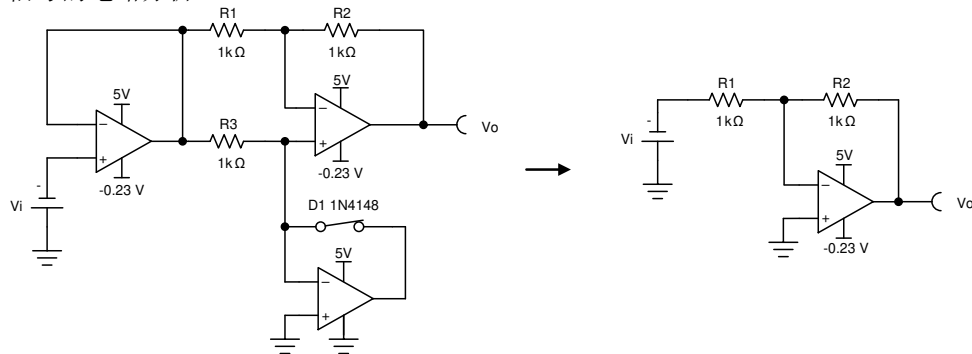 R1
R2
1kΩ
1kΩ
5V
5V
R3
1kΩ
Vo
-0.23 V
-0.23 V
-
Vi
D1 1N4148
5V
R1
R2
1kΩ
1kΩ
-
Vi
5V
Vo
-0.23 V